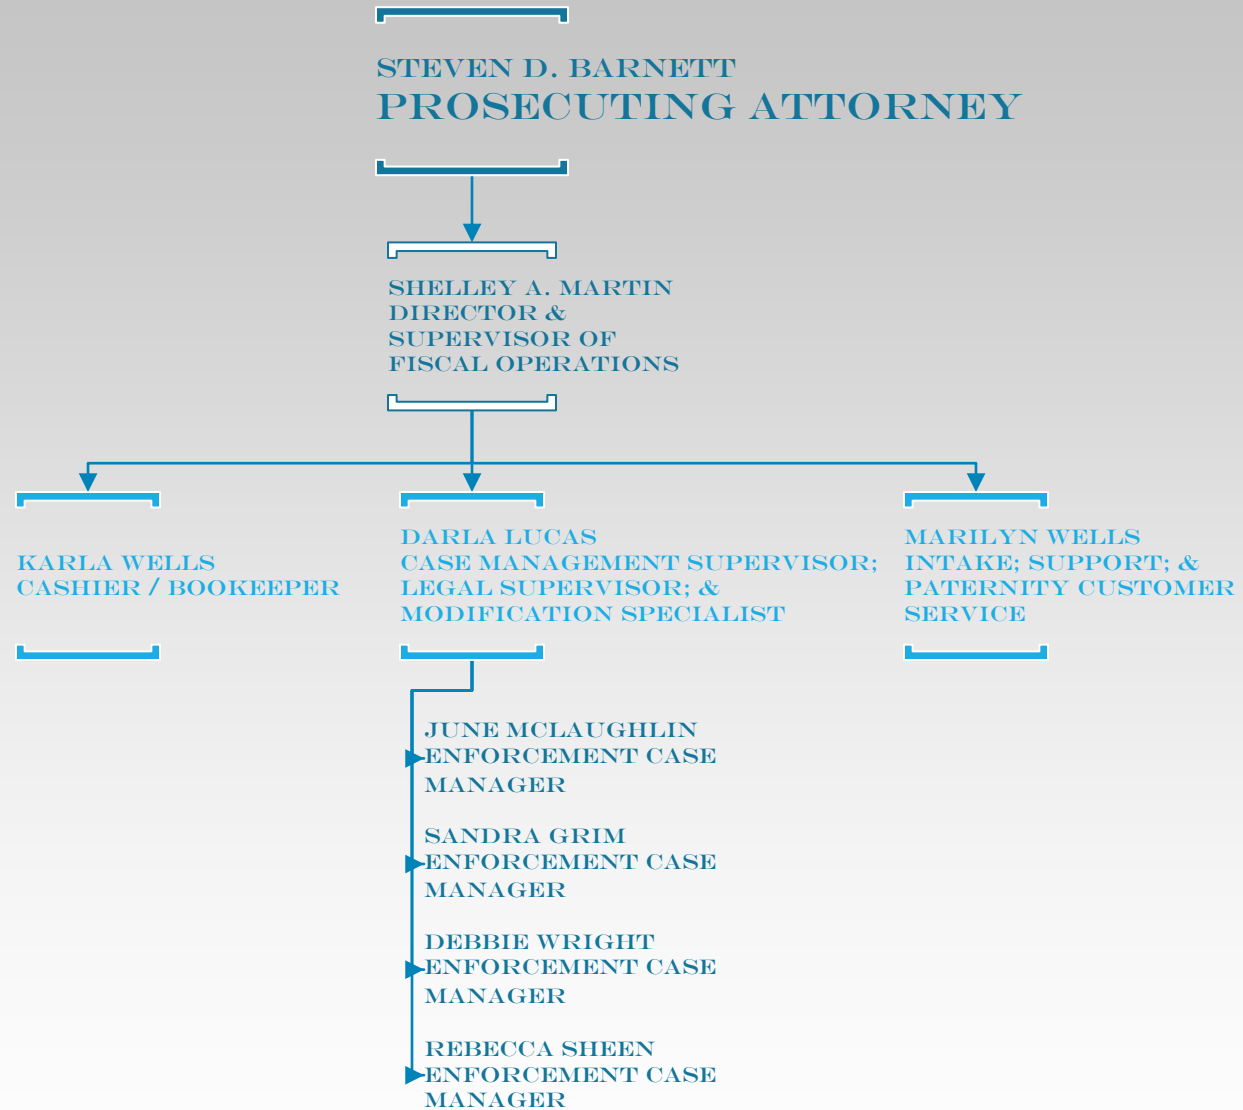 STEVEN D. BARNETT
PROSECUTING ATTORNEY
SHELLEY A. MARTIN
DIRECTOR &
SUPERVISOR OF
FISCAL OPERATIONS
KARLA WELLS
CASHIER / BOOKEEPER
DARLA LUCAS
CASE MANAGEMENT SUPERVISOR;
LEGAL SUPERVISOR; &
MODIFICATION SPECIALIST
MARILYN WELLS
INTAKE; SUPPORT; &
PATERNITY CUSTOMER
SERVICE
JUNE MCLAUGHLIN
ENFORCEMENT CASE
MANAGER
SANDRA GRIM
ENFORCEMENT CASE
MANAGER
DEBBIE WRIGHT
ENFORCEMENT CASE
MANAGER
REBECCA SHEEN
ENFORCEMENT CASE
MANAGER